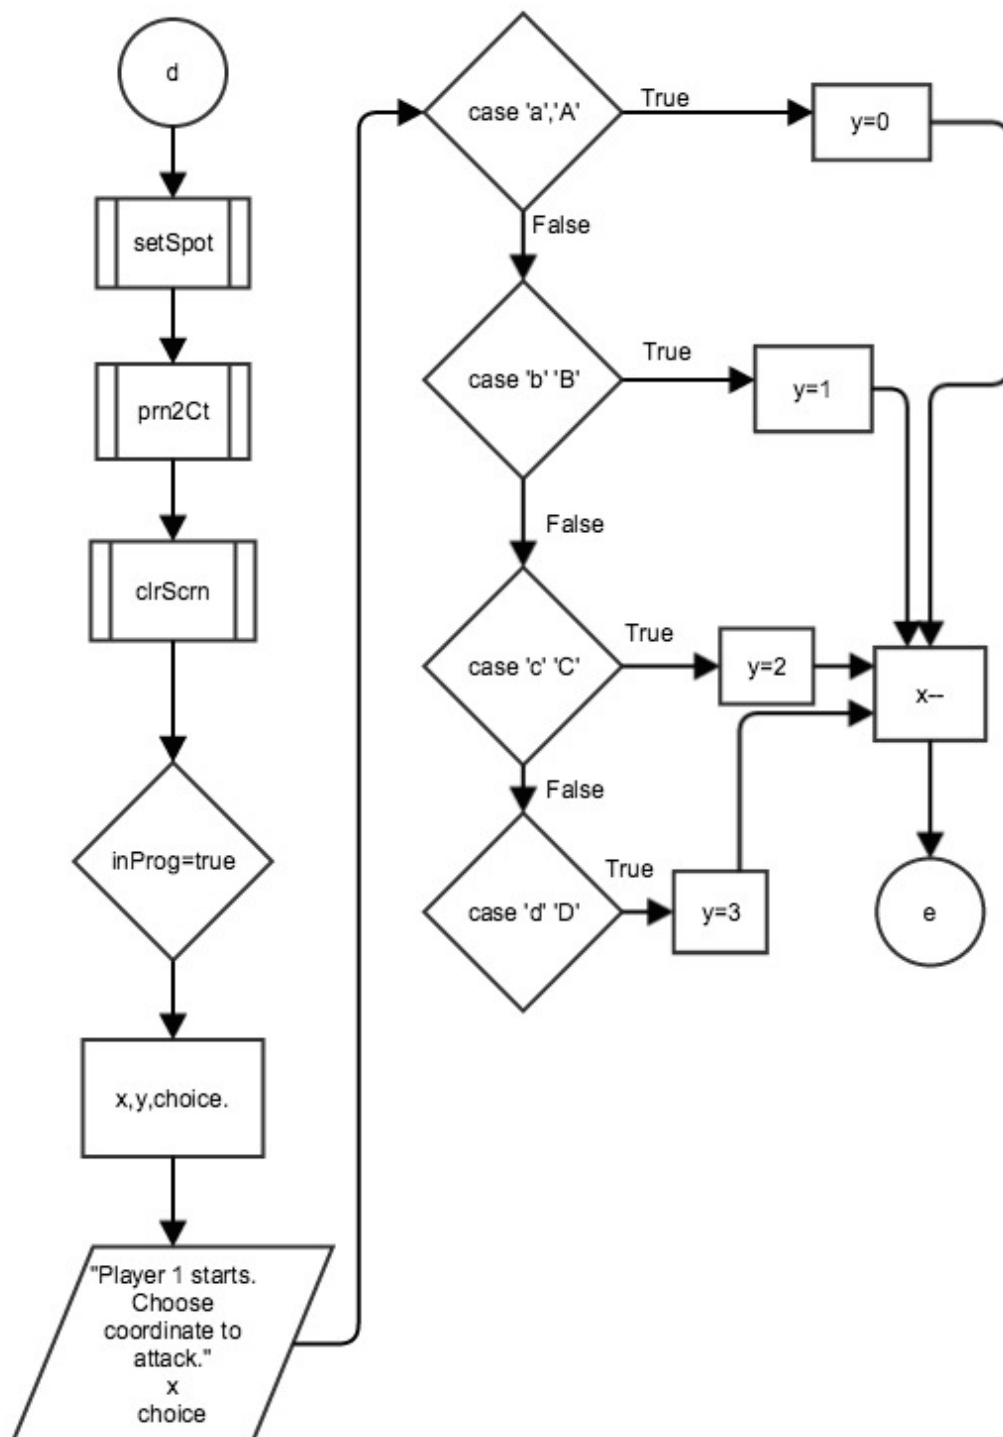 d
setSpot
prn2Ct
clrScrn
inProg=true
x,y,choice.
"Player 1 starts.
Choose
coordinate to
attack."
x
choice
case 'a','A'
True
y=0
False
case 'b' 'B'
True
y=1
False
case 'c' 'C'
True
y=2
x--
False
case 'd' 'D'
True
y=3
e